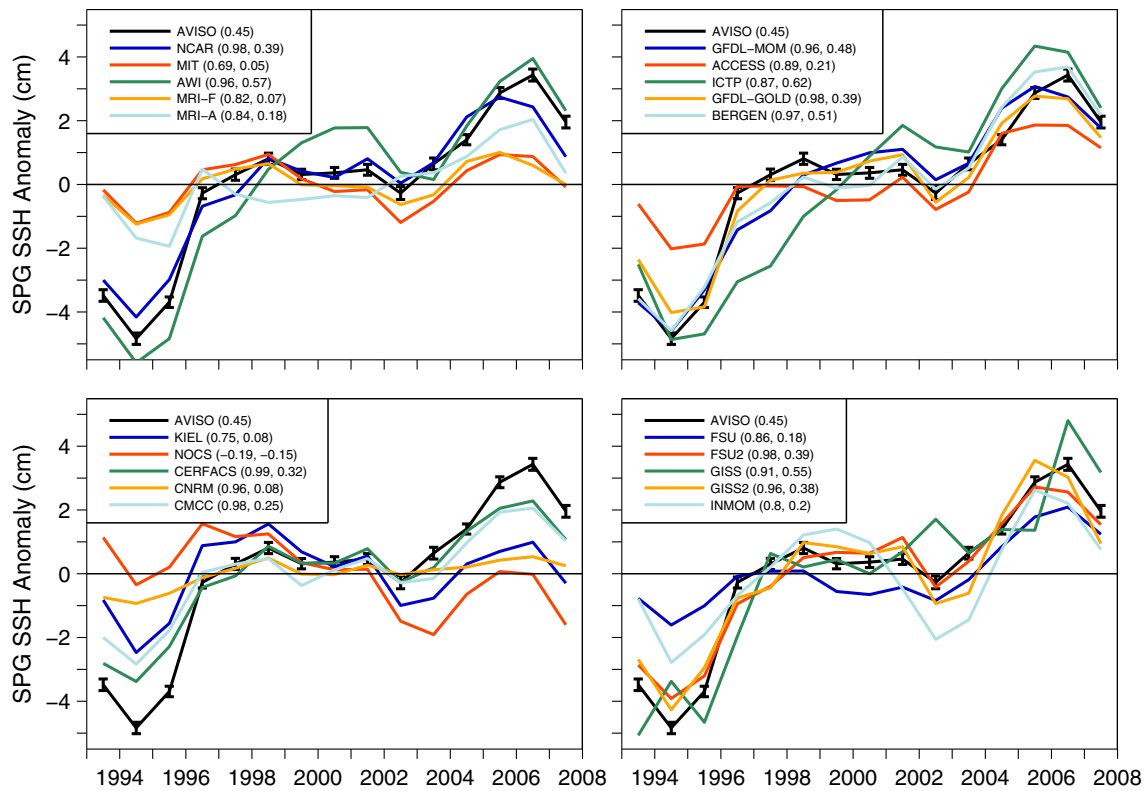 SPG SSH Anomaly (cm)
4
2
0
−2
−4
AVISO (0.45)
NCAR (0.98, 0.39)
MIT (0.69, 0.05)
AWI (0.96, 0.57)
MRI−F (0.82, 0.07)
MRI−A (0.84, 0.18)
AVISO (0.45)
GFDL−MOM (0.96, 0.48)
ACCESS (0.89, 0.21)
ICTP (0.87, 0.62)
GFDL−GOLD (0.98, 0.39)
BERGEN (0.97, 0.51)
SPG SSH Anomaly (cm)
4
2
0
−2
−4
AVISO (0.45)
KIEL (0.75, 0.08)
NOCS (−0.19, −0.15)
CERFACS (0.99, 0.32)
CNRM (0.96, 0.08)
CMCC (0.98, 0.25)
1994 1996 1998 2000 2002 2004 2006 2008
AVISO (0.45)
FSU (0.86, 0.18)
FSU2 (0.98, 0.39)
GISS (0.91, 0.55)
GISS2 (0.96, 0.38)
INMOM (0.8, 0.2)
1994 1996 1998 2000 2002 2004 2006 2008